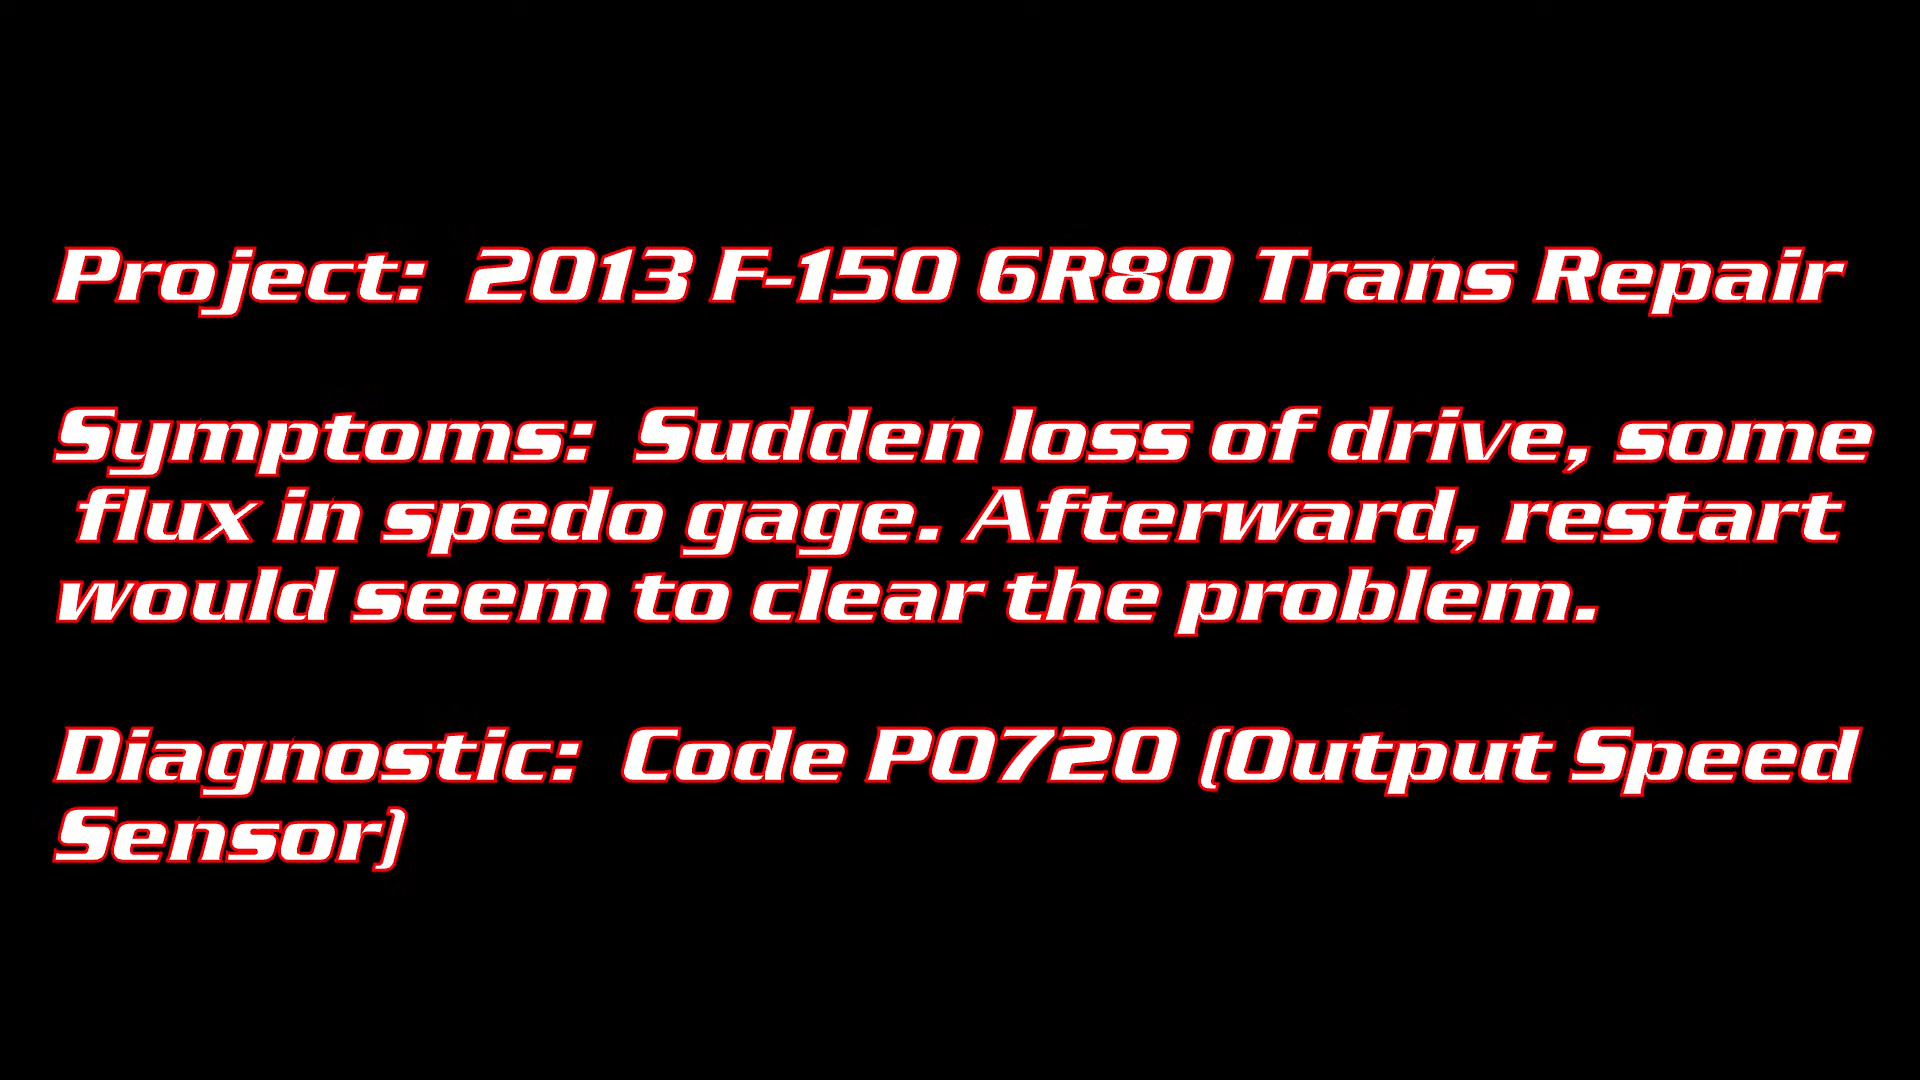 Project:  2013 F-150 6R80 Trans Repair
Symptoms:  Sudden loss of drive, some
flux in spedo gage. Afterward, restart
would seem to clear the problem.
Diagnostic:  Code P0720 (Output Speed
Sensor)